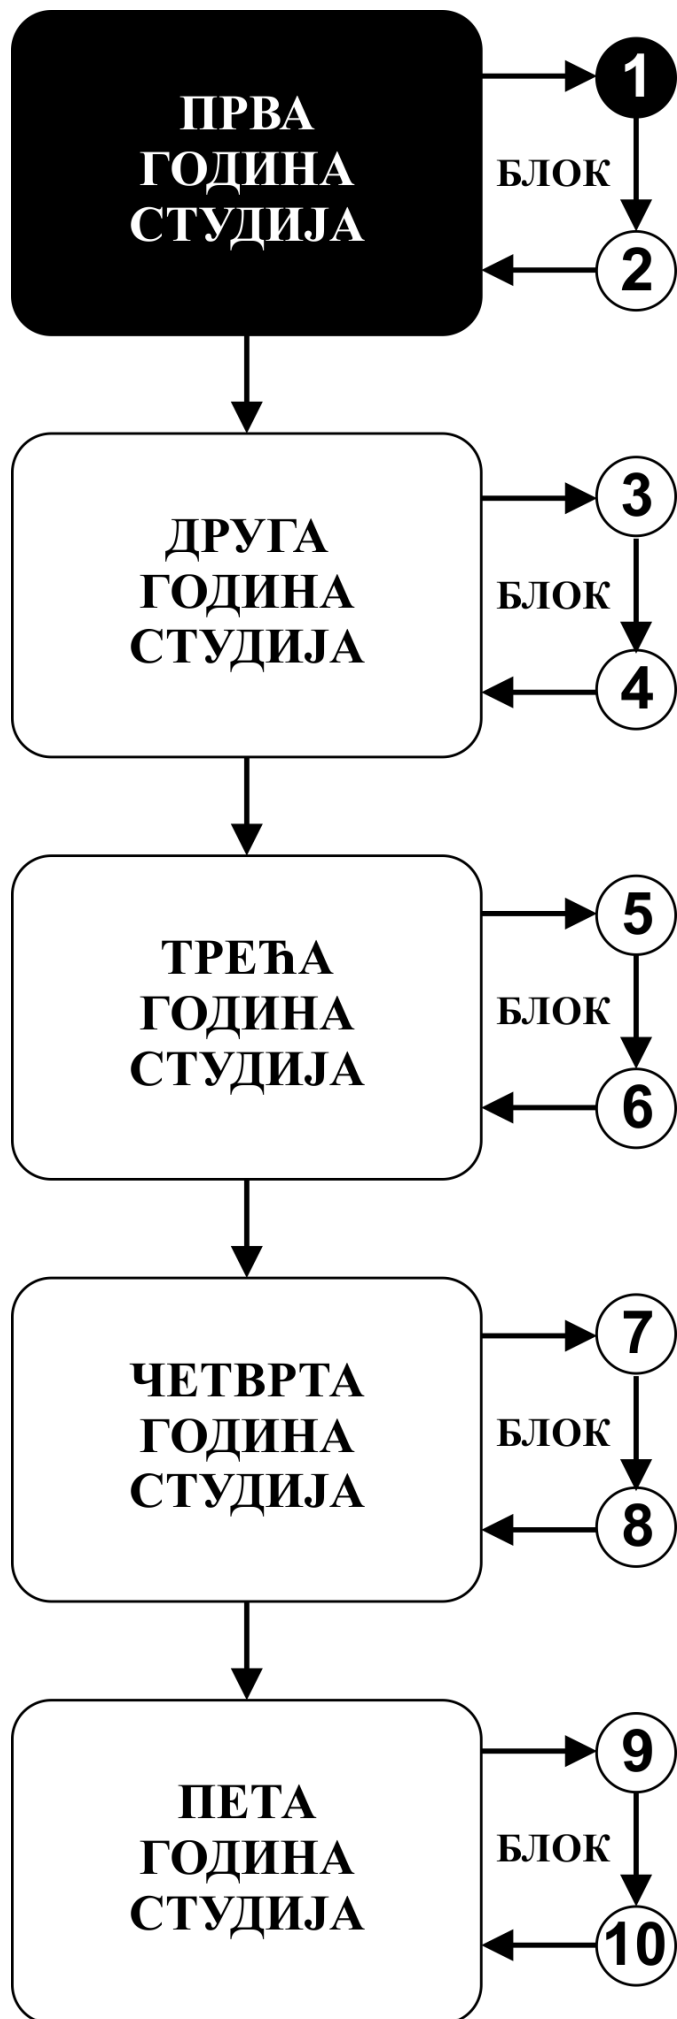 ПРВА
ГОДИНА
СТУДИЈА
1
БЛОК
2
ДРУГА
ГОДИНА
СТУДИЈА
3
БЛОК
4
ТРЕЋА
ГОДИНА
СТУДИЈА
5
БЛОК
6
ЧЕТВРТА
ГОДИНА
СТУДИЈА
7
БЛОК
8
ПЕТА
ГОДИНА
СТУДИЈА
9
БЛОК
10